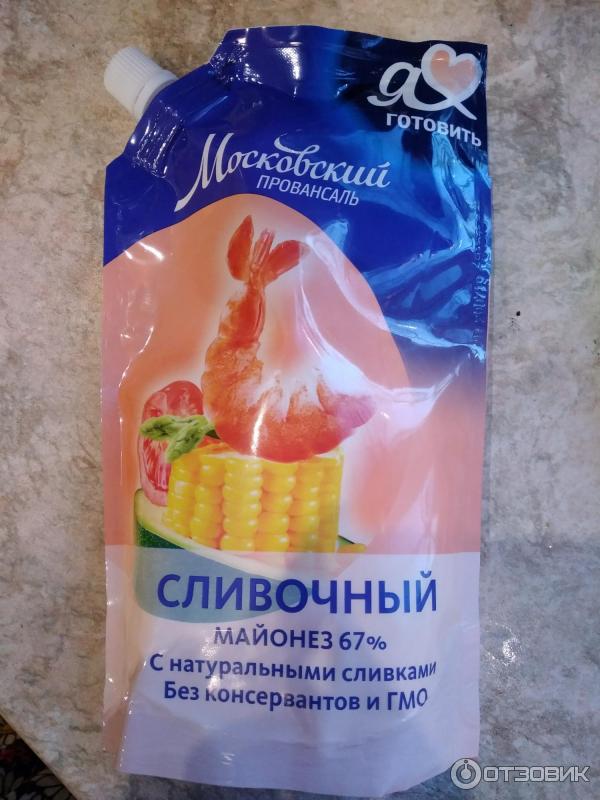 я
готовить
Московский
ПРОВАНСАЛЬ
СЛИВОЧНЫЙ
МАЙОНЕЗ 67%
С натуральными сливками
Без консервантов и ГМО
ОТЗОВИК